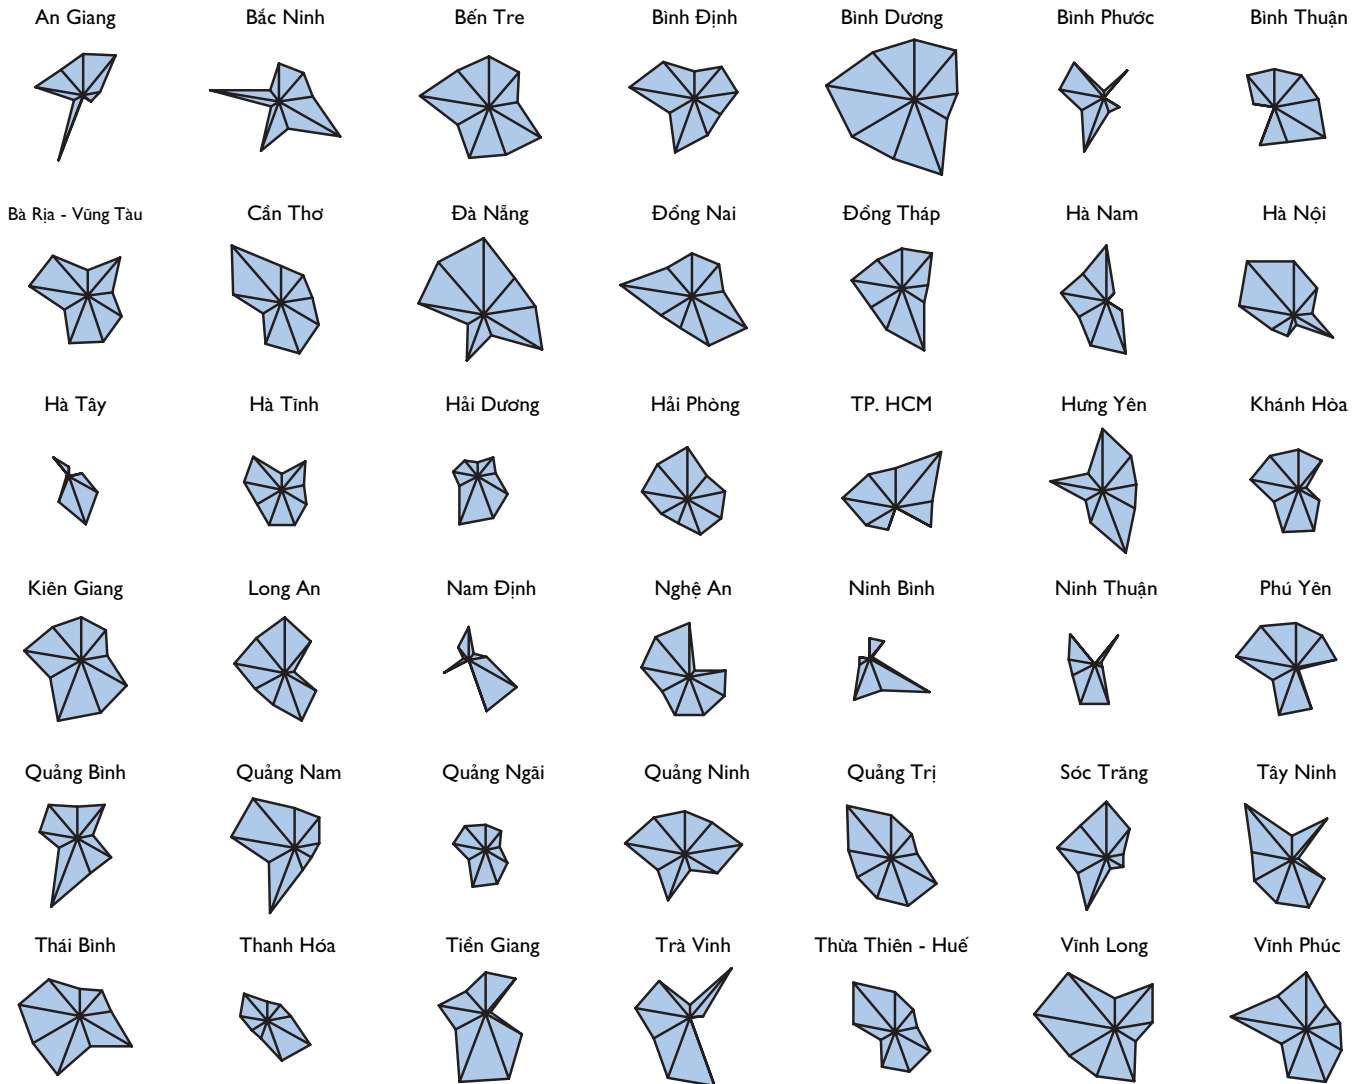 An Giang
Bắc Ninh
Bến Tre
Bình Định
Bình Dương
Bình Phước
Bình Thuận
Bà Rịa - Vũng Tàu
Cần Thơ
Đà Nẵng
Đồng Nai
Đồng Tháp
Hà Nam
Hà Nội
Hà Tây
Hà Tĩnh
Hải Dương
Hải Phòng
TP. HCM
Hưng Yên
Khánh Hòa
Kiên Giang
Long An
Nam Định
Nghệ An
Ninh Bình
Ninh Thuận
Phú Yên
Quảng Bình
Quảng Nam
Quảng Ngãi
Quảng Ninh
Quảng Trị
Sóc Trăng
Tây Ninh
Thái Bình
Thanh Hóa
Tiền Giang
Trà Vinh
Thừa Thiên - Huế
Vĩnh Long
Vĩnh Phúc